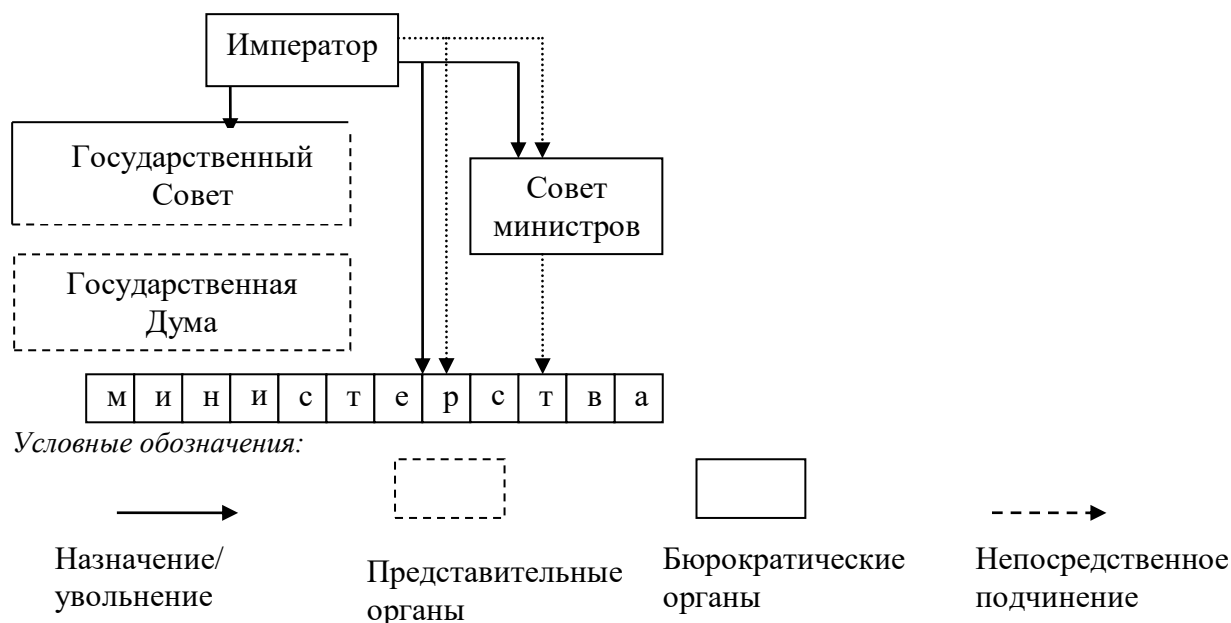 Император
Государственный
Совет
Совет
министров
Государственная
Дума
м и н и с т е р с т в а
Условные обозначения:
Назначение/
увольнение
Представительные
органы
Бюрократические
органы
Непосредственное
подчинение